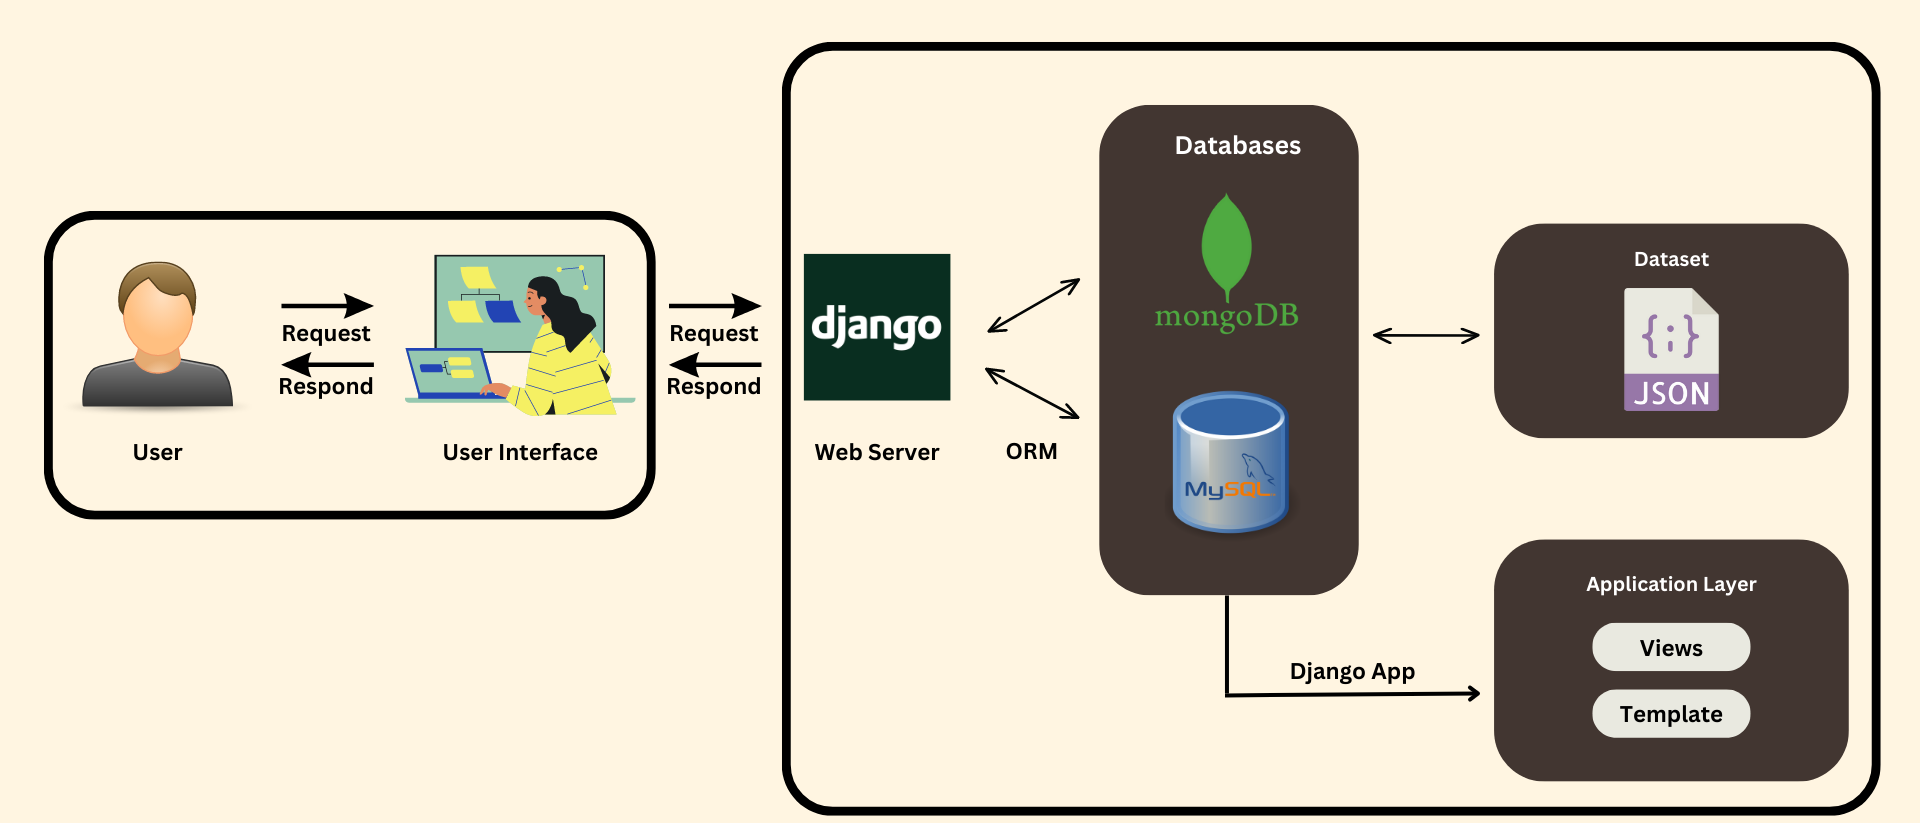 Request
Respond
User
User Interface
Request
Respond
django
Web Server
ORM
Databases
mongoDB
MySQL
Dataset
{;}
JSON
Django App
Application Layer
Views
Template